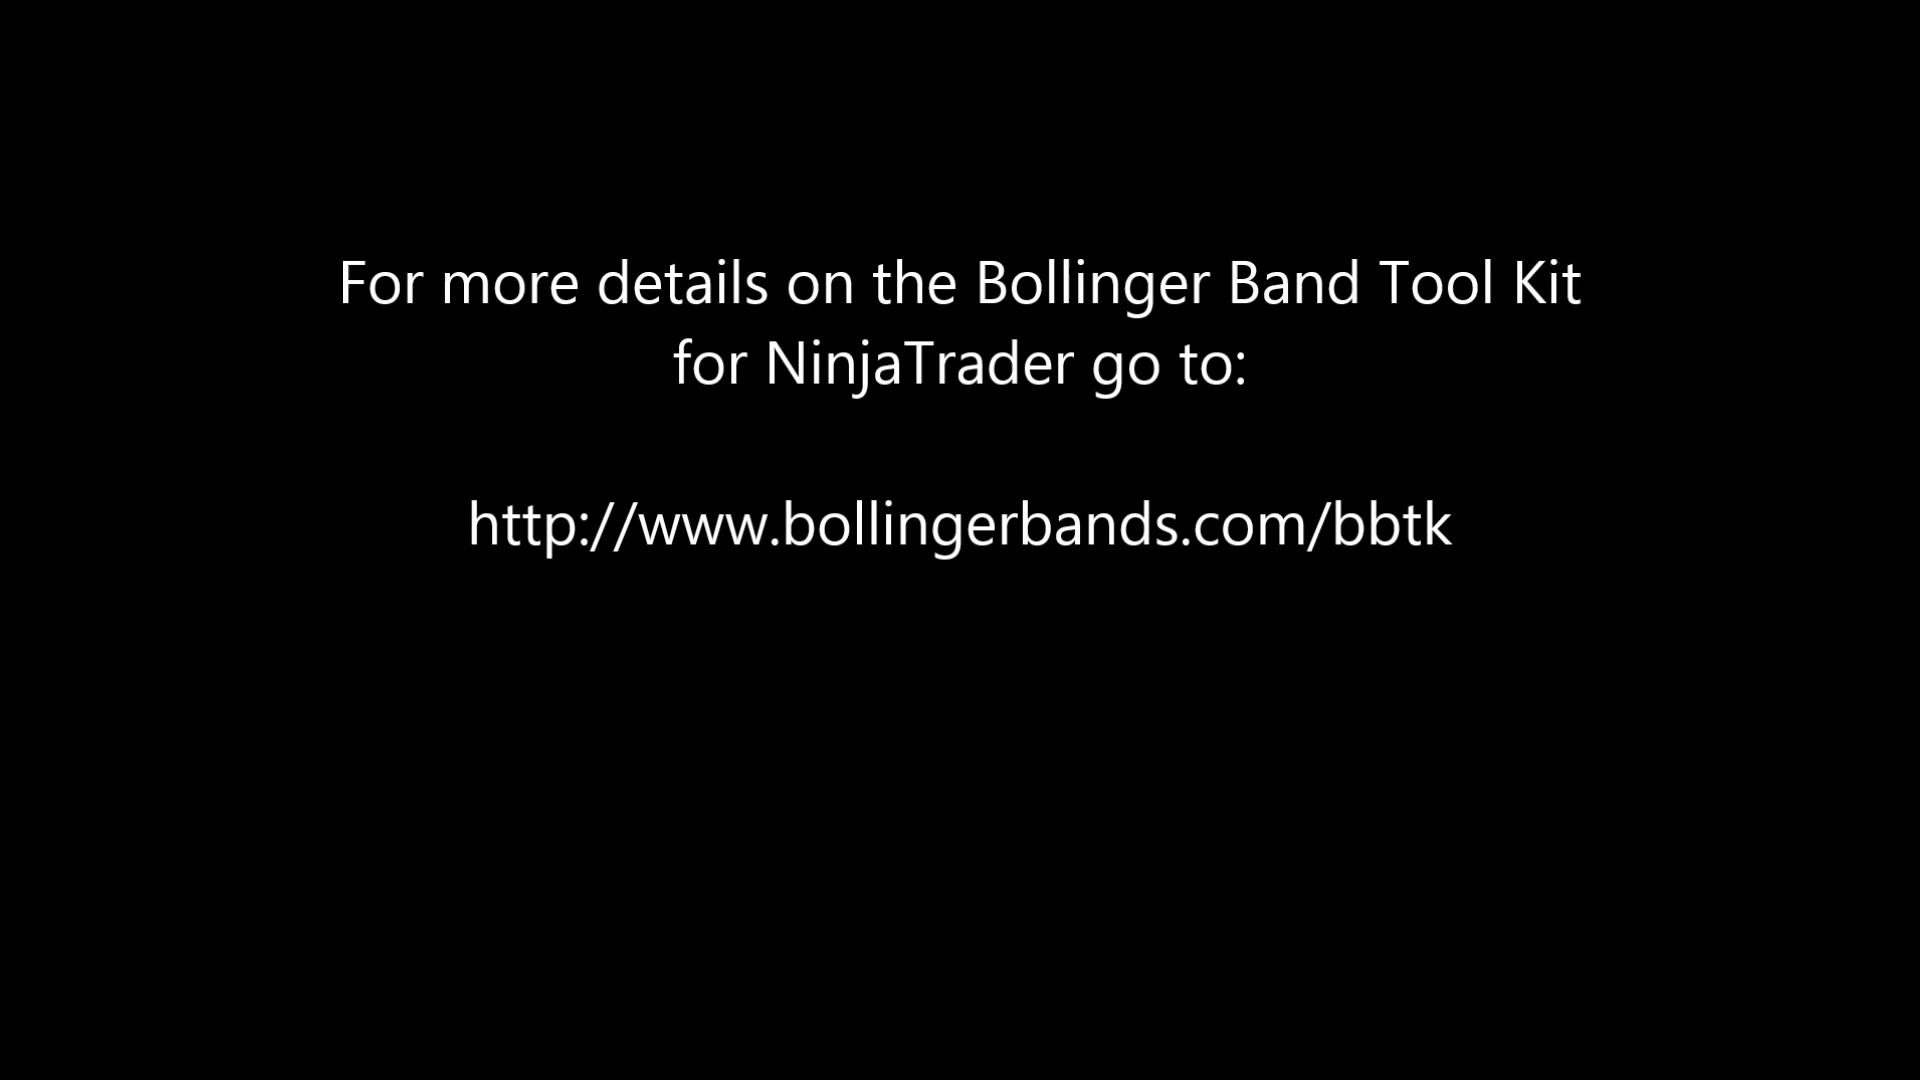 For more details on the Bollinger Band Tool Kit
for NinjaTrader go to:
http://www.bollingerbands.com/bbtk